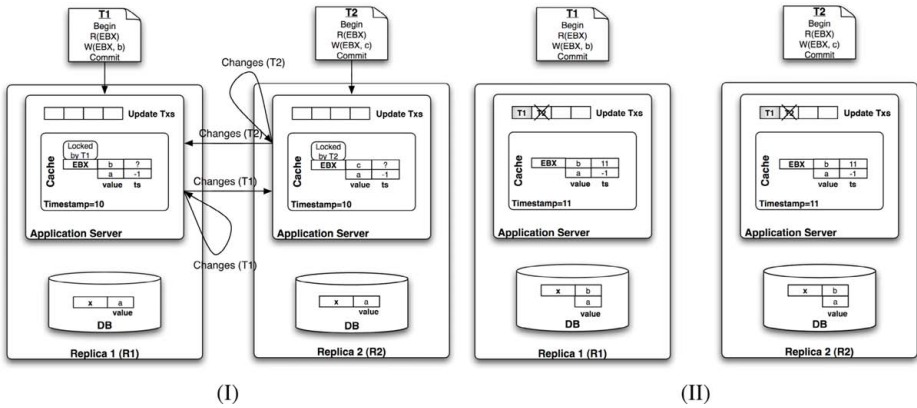 T1
Begin
R(EBX)
W(EBX, b)
Commit
T2
Begin
R(EBX)
W(EBX, c)
Commit
Changes (T2)
Update Txs
Changes (T2)
Update Txs
Cache
Locked by T1
EBX b ?
a -1
value ts
Timestamp=10
Application Server
Changes (T1)
Cache
Locked by T2
EBX c ?
a -1
value ts
Timestamp=10
Application Server
Changes (T1)
x a
value
DB
Replica 1 (R1)
x a
value
DB
Replica 2 (R2)
(I)
T1
Begin
R(EBX)
W(EBX, b)
Commit
T2
Begin
R(EBX)
W(EBX, c)
Commit
T1 T2 Update Txs
Cache
EBX b 11
a -1
value ts
Timestamp=11
Application Server
x b
a
value
DB
Replica 1 (R1)
T1 T2 Update Txs
Cache
EBX b 11
a -1
value ts
Timestamp=11
Application Server
x b
a
value
DB
Replica 2 (R2)
(II)